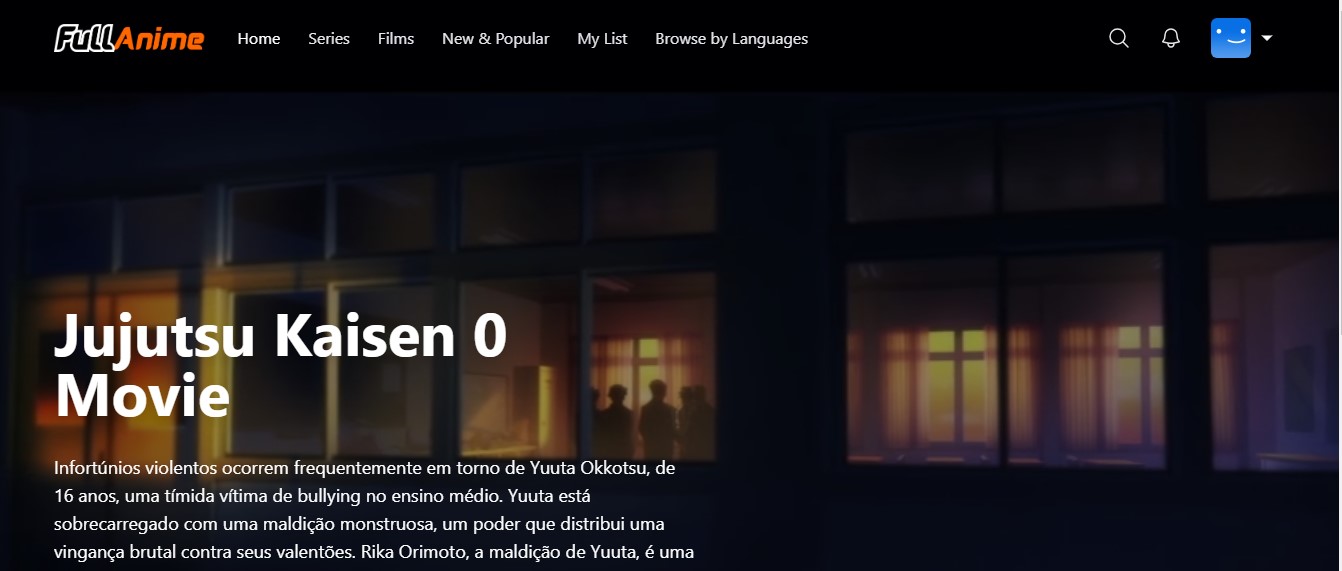 FullAnime Home Series Films New & Popular My List Browse by Languages
Jujutsu Kaisen 0
Movie
Infortúnios violentos ocorrem frequentemente em torno de Yuuta Okkotsu, de
16 anos, uma tímida vítima de bullying no ensino médio. Yuuta está
sobrecarregado com uma maldição monstruosa, um poder que distribui uma
vingança brutal contra seus valentões. Rika Orimoto, a maldição de Yuuta, é uma